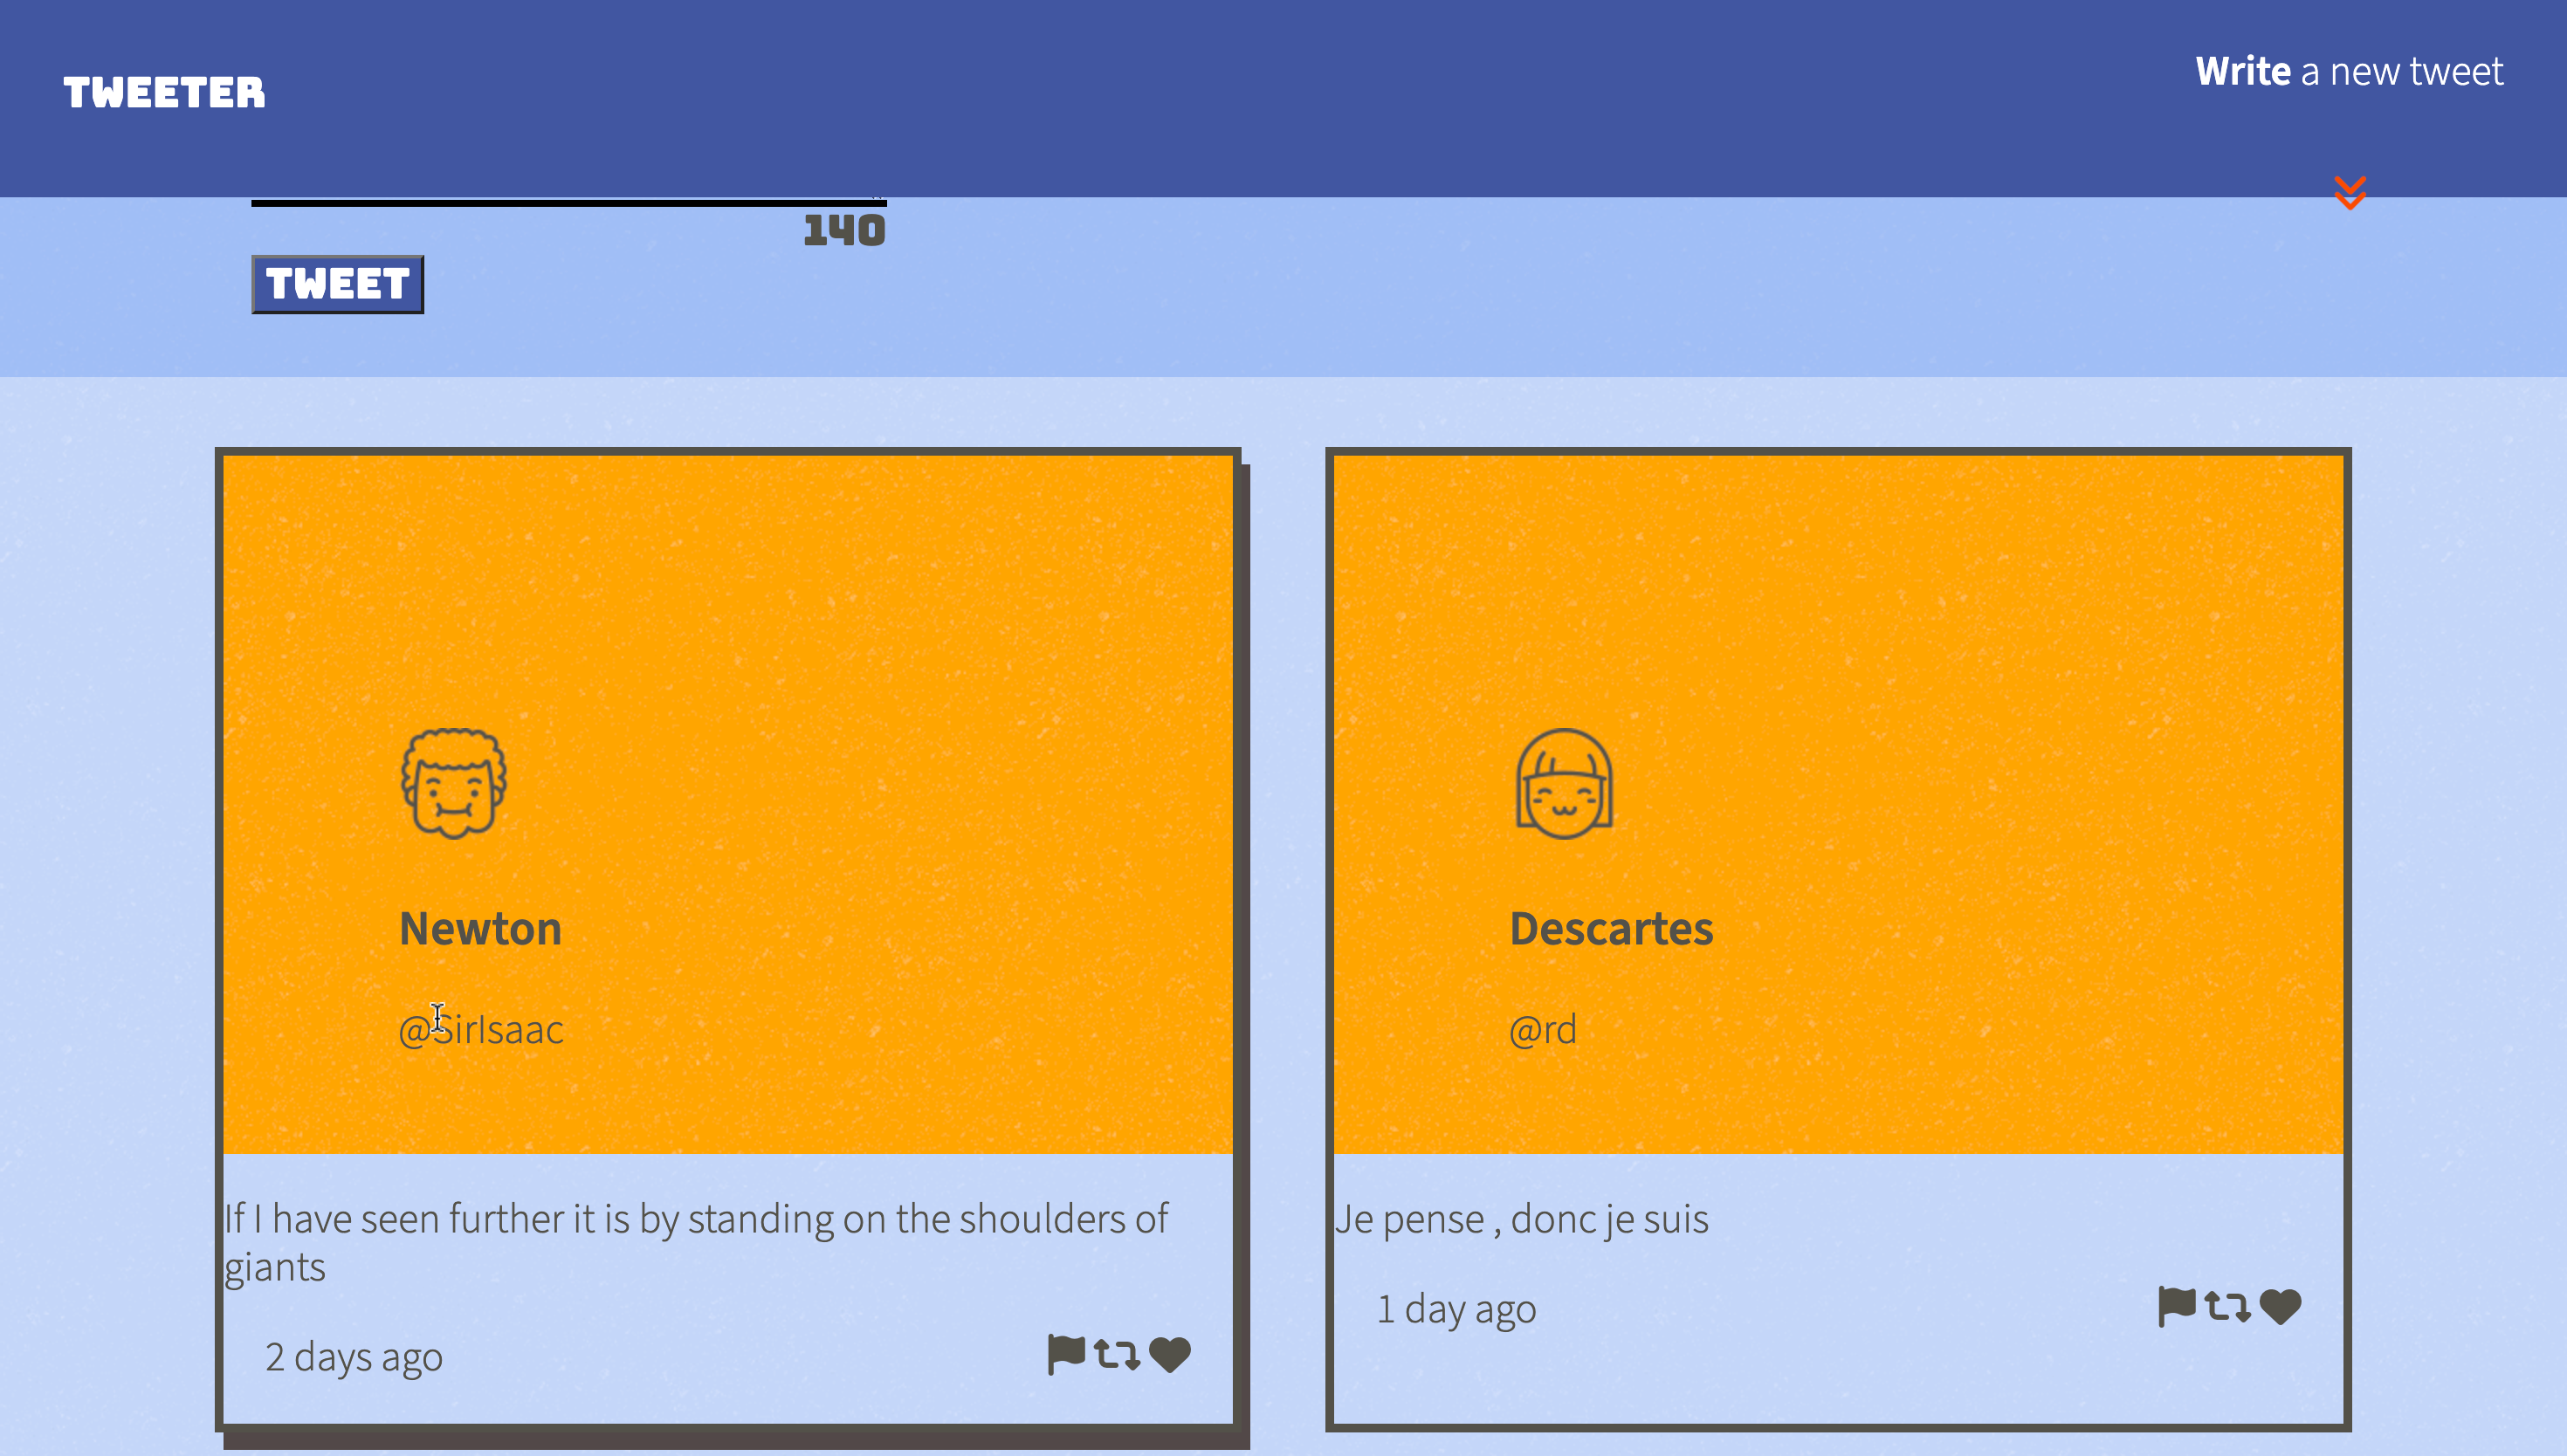 TWEETER
Write a new tweet
140
TWEET
Newton
@SirIsaac
If I have seen further it is by standing on the shoulders of
giants
2 days ago
Descartes
@rd
Je pense , donc je suis
1 day ago